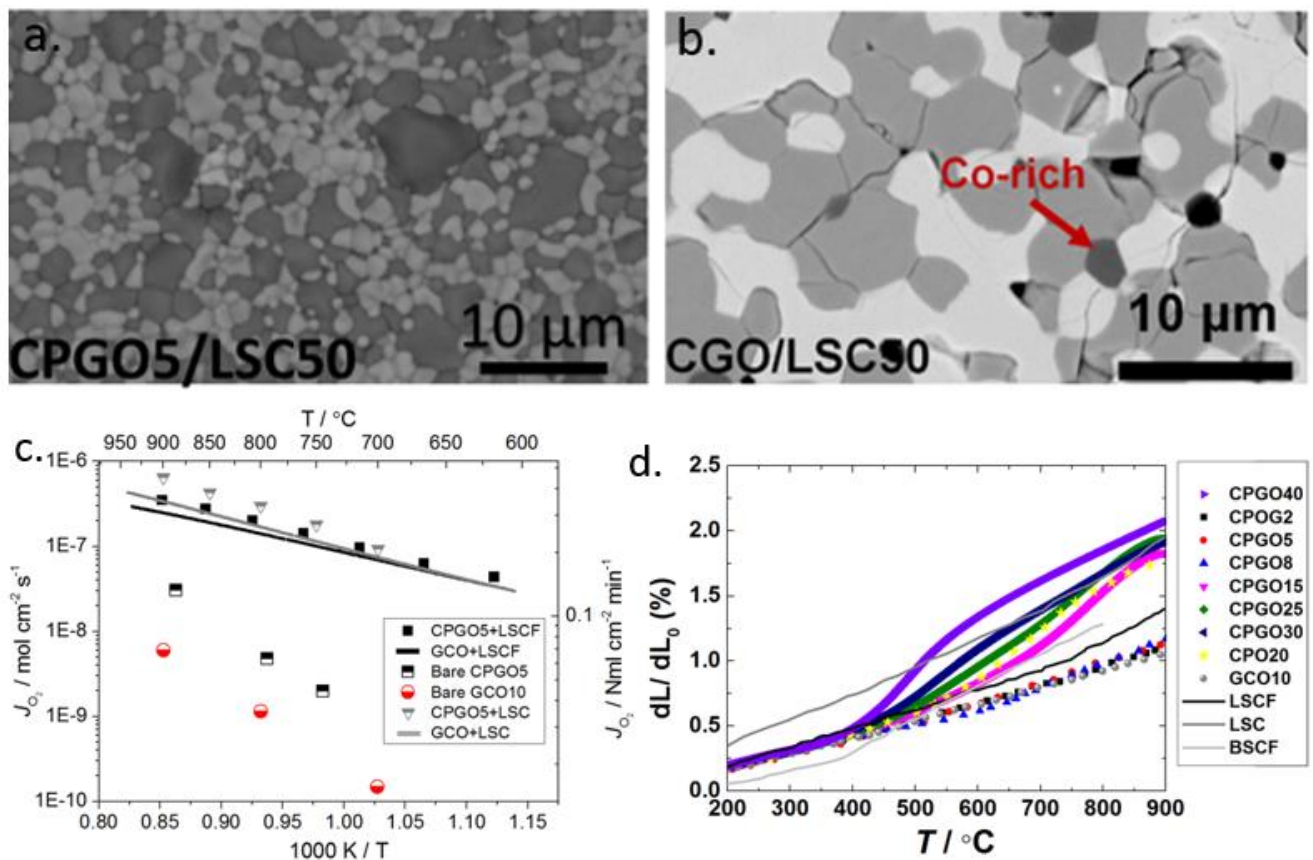 a.
10 µm
CPGO5/LSC50
b.
Co-rich
10 µm
CGO/LSC50
c.
T / °C
950 900 850 800 750 700 650 600
1E-6
1E-7
1E-8
1E-9
1E-10
J O₂ / mol cm⁻² s⁻¹
0.1
J O₂ / Nml cm⁻² min⁻¹
CPGO5+LSCF
GCO+LSCF
Bare CPGO5
Bare GCO10
CPGO5+LSC
GCO+LSC
0.80 0.85 0.90 0.95 1.00 1.05 1.10 1.15
1000 K / T
d.
2.5
2.0
1.5
1.0
0.5
0.0
dL/ dL₀ (%)
200 300 400 500 600 700 800 900
T / °C
CPGO40
CPOG2
CPGO5
CPGO8
CPGO15
CPGO25
CPGO30
CPO20
GCO10
LSCF
LSC
BSCF